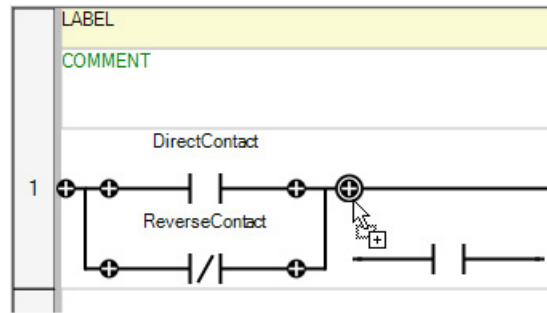 LABEL
COMMENT
DirectContact
1
ReverseContact